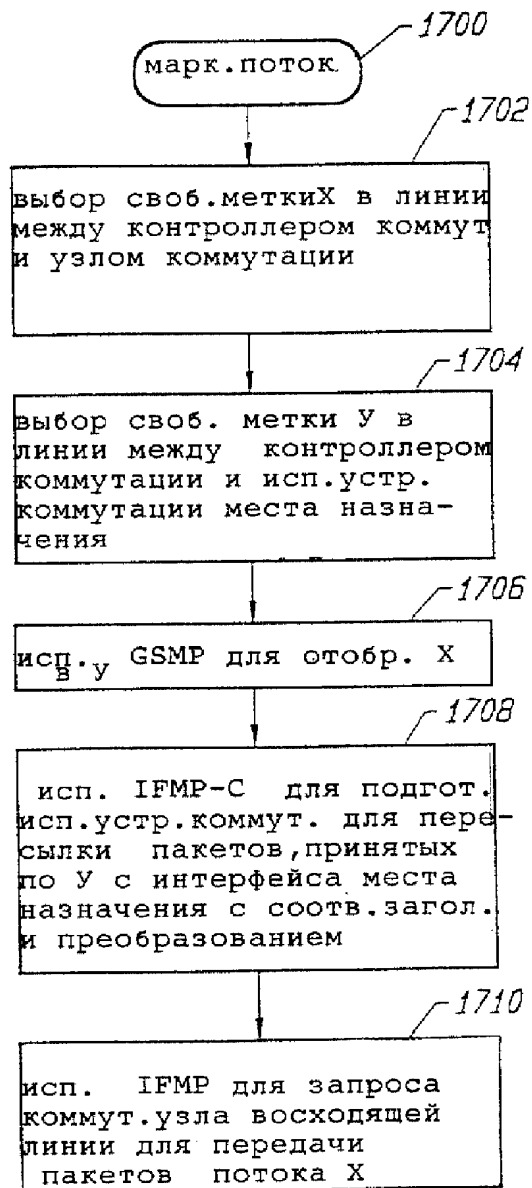 1700
марк.поток
1702
выбор своб.меткиХ в линии
между контроллером коммут
и узлом коммутации
1704
выбор своб. метки У в
линии между контроллером
коммутации и исп.устр.
коммутации места назна-
чения
1706
исп. GSMP для отобр. Х
в у
1708
исп. IFMP-C для подгот.
исп.устр.коммут. для пере-
сылки пакетов,принятых
по У с интерфейса места
назначения с соотв.загол.
и преобразованием
1710
исп. IFMP для запроса
коммут.узла восходящей
линии для передачи
пакетов потока Х